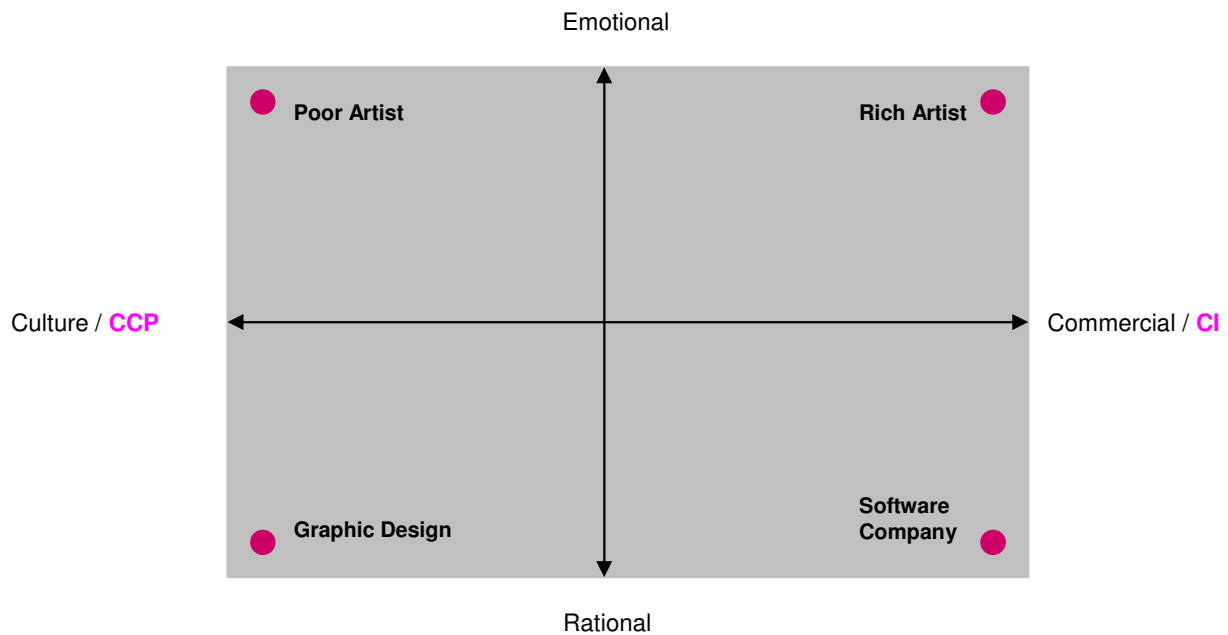 Emotional
Poor Artist
Rich Artist
Culture / CCP
Commercial / CI
Graphic Design
Software
Company
Rational